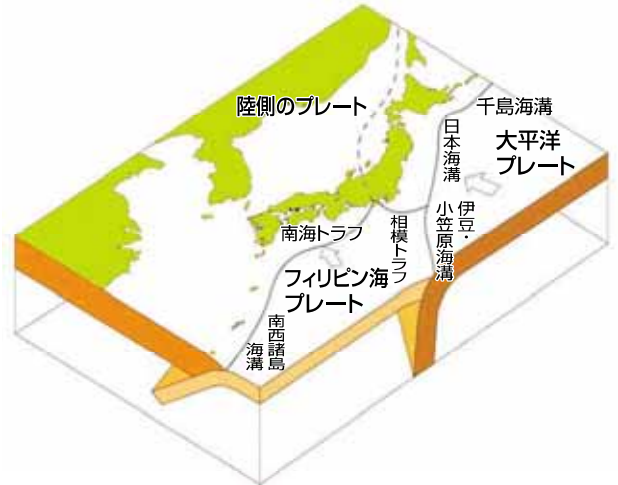 陸側のプレート
千島海溝
日本海溝
大平洋
プレート
伊豆・
小笠原海溝
相模トラフ
南海トラフ
フィリピン海
プレート
南西諸島
海溝